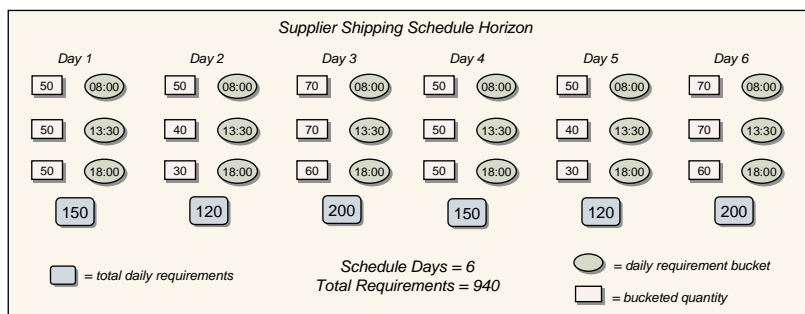 Supplier Shipping Schedule Horizon
Day 1 Day 2 Day 3 Day 4 Day 5 Day 6
50 08:00 50 08:00 70 08:00 50 08:00 50 08:00 70 08:00
50 13:30 40 13:30 70 13:30 50 13:30 40 13:30 70 13:30
50 18:00 30 18:00 60 18:00 50 18:00 30 18:00 60 18:00
150 120 200 150 120 200
= total daily requirements
Schedule Days = 6
Total Requirements = 940
= daily requirement bucket
= bucketed quantity